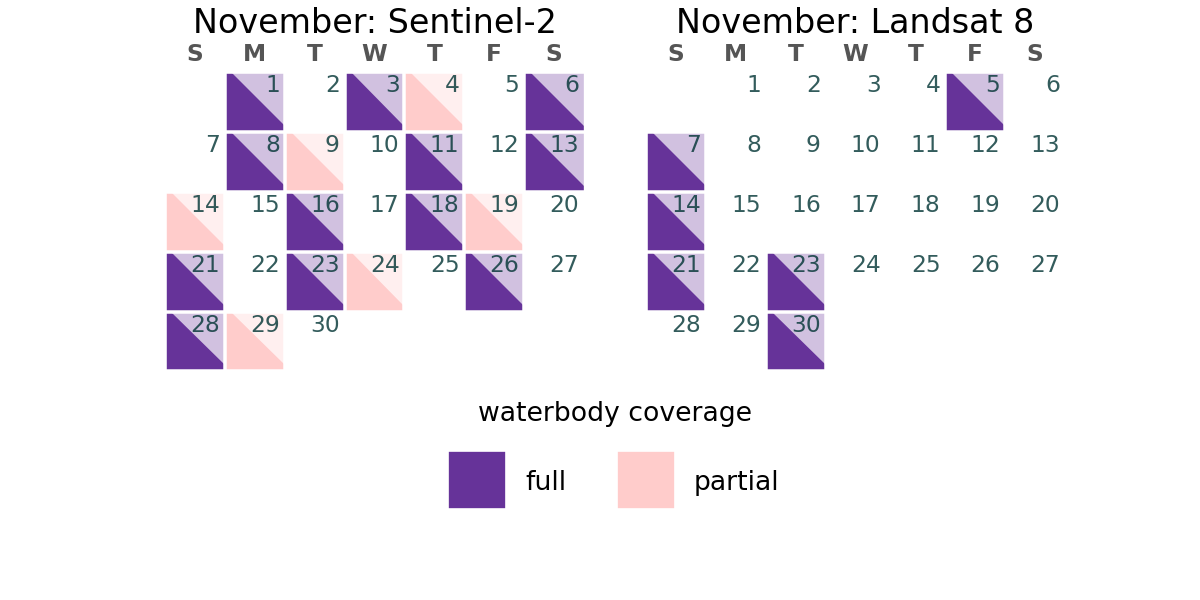 November: Sentinel-2
S M T W T F S
1 2 3 4 5 6
7 8 9 10 11 12 13
14 15 16 17 18 19 20
21 22 23 24 25 26 27
28 29 30
November: Landsat 8
S M T W T F S
1 2 3 4 5 6
7 8 9 10 11 12 13
14 15 16 17 18 19 20
21 22 23 24 25 26 27
28 29 30
waterbody coverage
full
partial